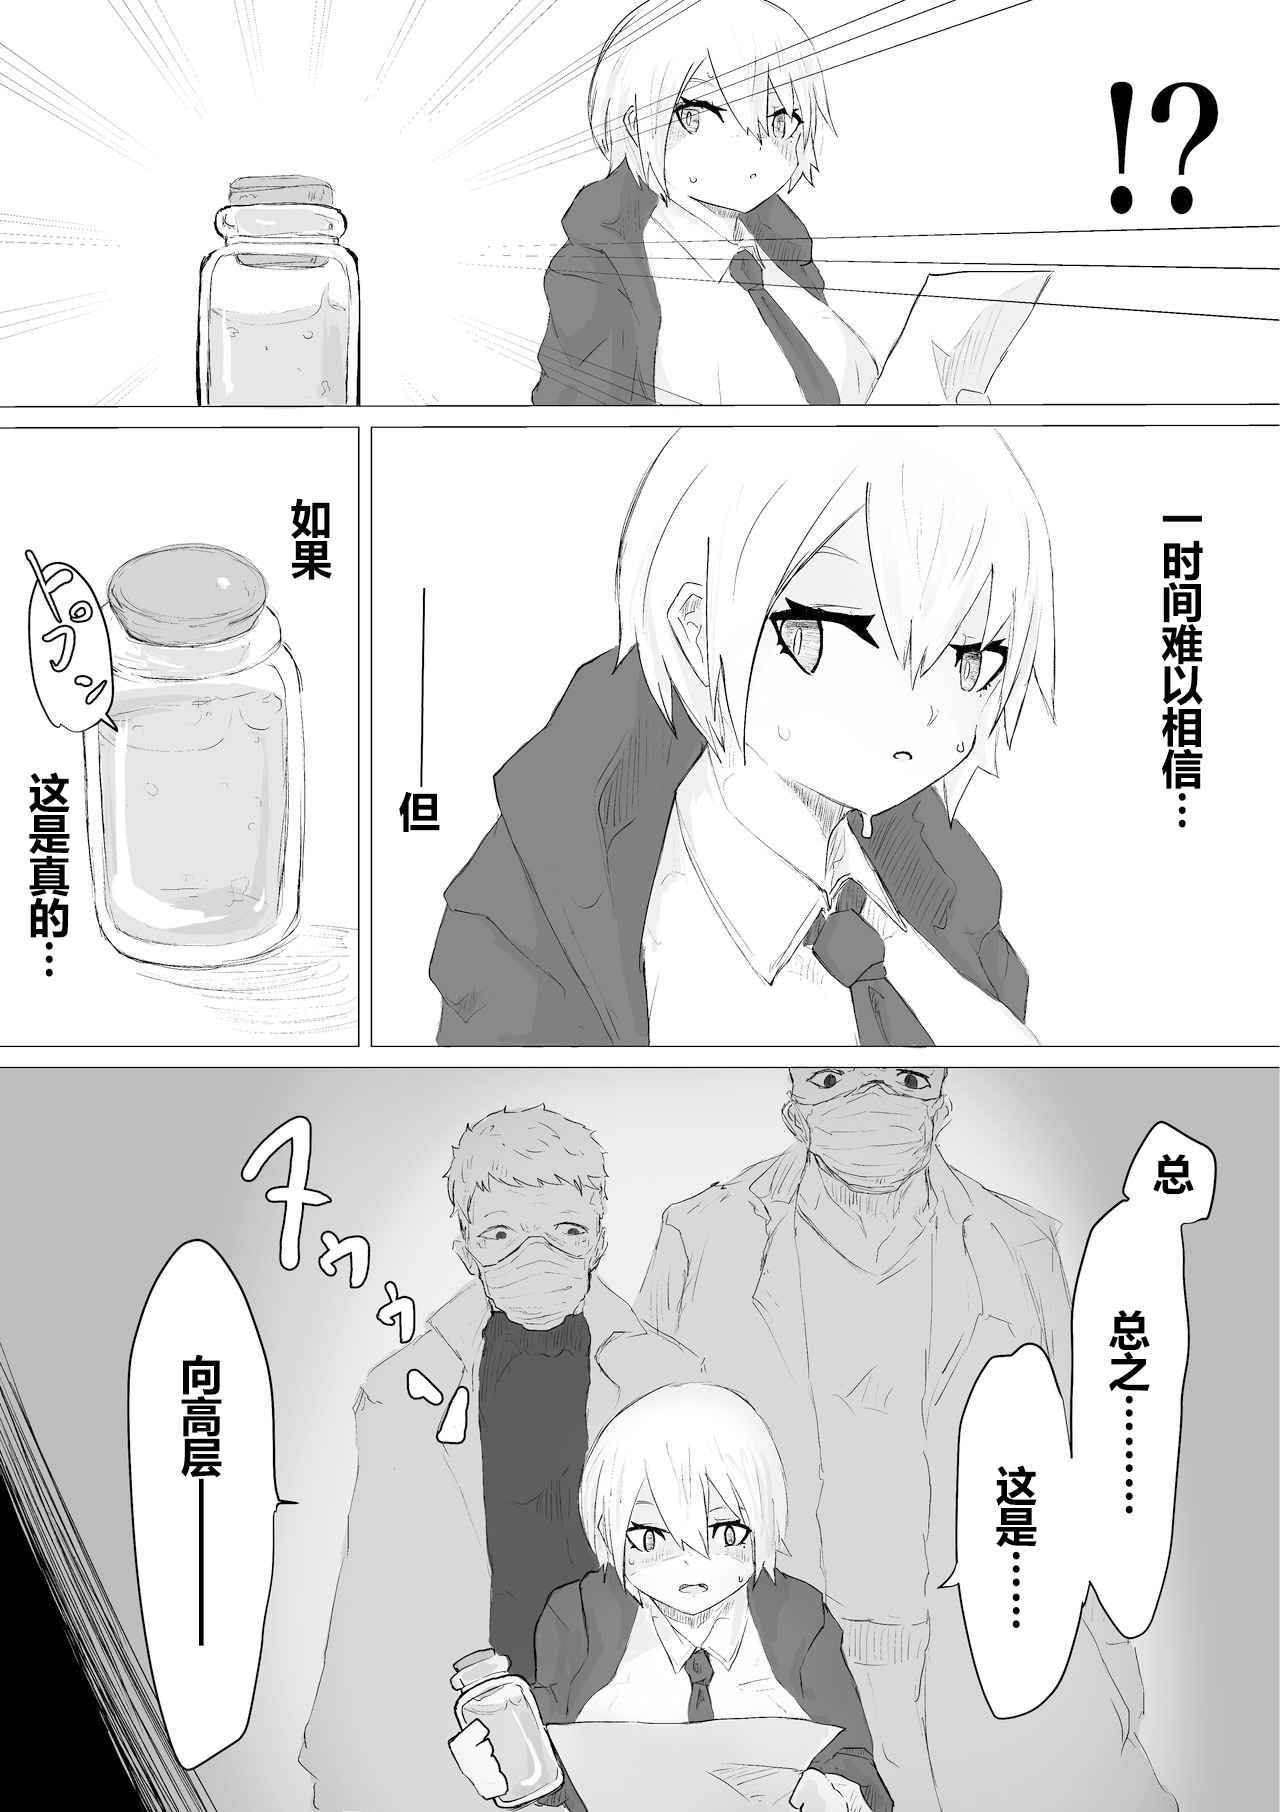 !?
一时间难以相信…
——但
如果
トプン
这是真的…
总
总之………
这是……
ヌゥゥ…
向高层——